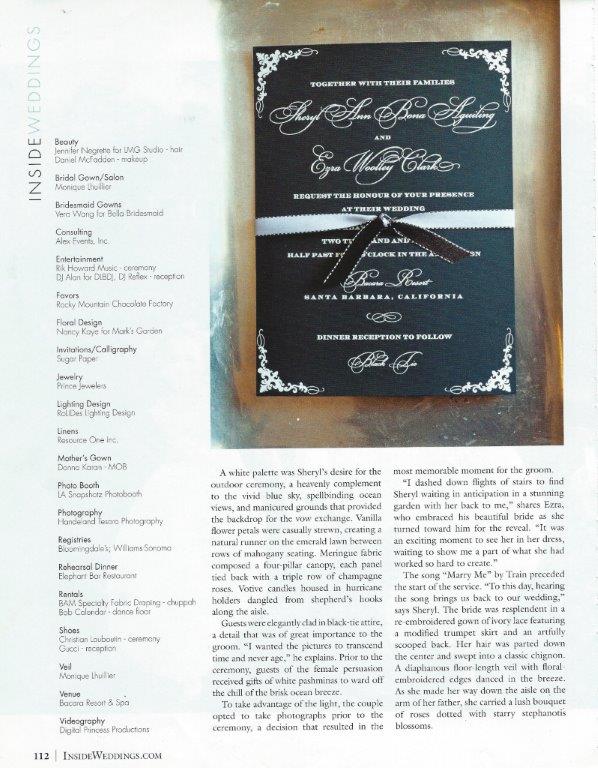 INSIDEWEDDINGS
Beauty
Jennifer Negrette for LMG Studio - hair
Daniel McFadden - makeup
Bridal Gown/Salon
Monique Lhuillier
Bridesmaid Gowns
Vera Wang for Bella Bridesmaid
Consulting
Alex Events, Inc.
Entertainment
Rik Howard Music - ceremony
DJ Alan for DLBDJ, DJ Reflex - reception
Favors
Rocky Mountain Chocolate Factory
Floral Design
Nancy Kaye for Mark's Garden
Invitations/Calligraphy
Sugar Paper
Jewelry
Prince Jewelers
Lighting Design
RoLIDes Lighting Design
Linens
Resource One Inc.
Mother's Gown
Donna Karan - MOB
Photo Booth
LA Snapshotz Photobooth
Photography
Handeland Tesoro Photography
Registries
Bloomingdale's; Williams-Sonoma
Rehearsal Dinner
Elephant Bar Restaurant
Rentals
BAM Specialty Fabric Draping - chuppah
Bob Calendar - dance floor
Shoes
Christian Louboutin - ceremony
Gucci - reception
Veil
Monique Lhuillier
Venue
Bacara Resort & Spa
Videography
Digital Princess Productions
TOGETHER WITH THEIR FAMILIES
Sheryl Ann Bona Aguiling
AND
Ezra Woolley Clark
REQUEST THE HONOUR OF YOUR PRESENCE
AT THEIR WEDDING
TWO AND
HALF PAST O'CLOCK IN THE
Bacara Resort
SANTA BARBARA, CALIFORNIA
DINNER RECEPTION TO FOLLOW
Black Tie
A white palette was Sheryl's desire for the
outdoor ceremony, a heavenly complement
to the vivid blue sky, spellbinding ocean
views, and manicured grounds that provided
the backdrop for the vow exchange. Vanilla
flower petals were casually strewn, creating a
natural runner on the emerald lawn between
rows of mahogany seating. Meringue fabric
composed a four-pillar canopy, each panel
tied back with a triple row of champagne
roses. Votive candles housed in hurricane
holders dangled from shepherd's hooks
along the aisle.
Guests were elegantly clad in black-tie attire,
a detail that was of great importance to the
groom. "I wanted the pictures to transcend
time and never age," he explains. Prior to the
ceremony, guests of the female persuasion
received gifts of white pashminas to ward off
the chill of the brisk ocean breeze.
To take advantage of the light, the couple
opted to take photographs prior to the
ceremony, a decision that resulted in the
most memorable moment for the groom.
"I dashed down flights of stairs to find
Sheryl waiting in anticipation in a stunning
garden with her back to me," shares Ezra,
who embraced his beautiful bride as she
turned toward him for the reveal. "It was
an exciting moment to see her in her dress,
waiting to show me a part of what she had
worked so hard to create."
The song "Marry Me" by Train preceded
the start of the service. "To this day, hearing
the song brings us back to our wedding,"
says Sheryl. The bride was resplendent in a
re-embroidered gown of ivory lace featuring
a modified trumpet skirt and an artfully
scooped back. Her hair was parted down
the center and swept into a classic chignon.
A diaphanous floor-length veil with floral-
embroidered edges danced in the breeze.
As she made her way down the aisle on the
arm of her father, she carried a lush bouquet
of roses dotted with starry stephanotis
blossoms.
112 | INSIDEWEDDINGS.COM